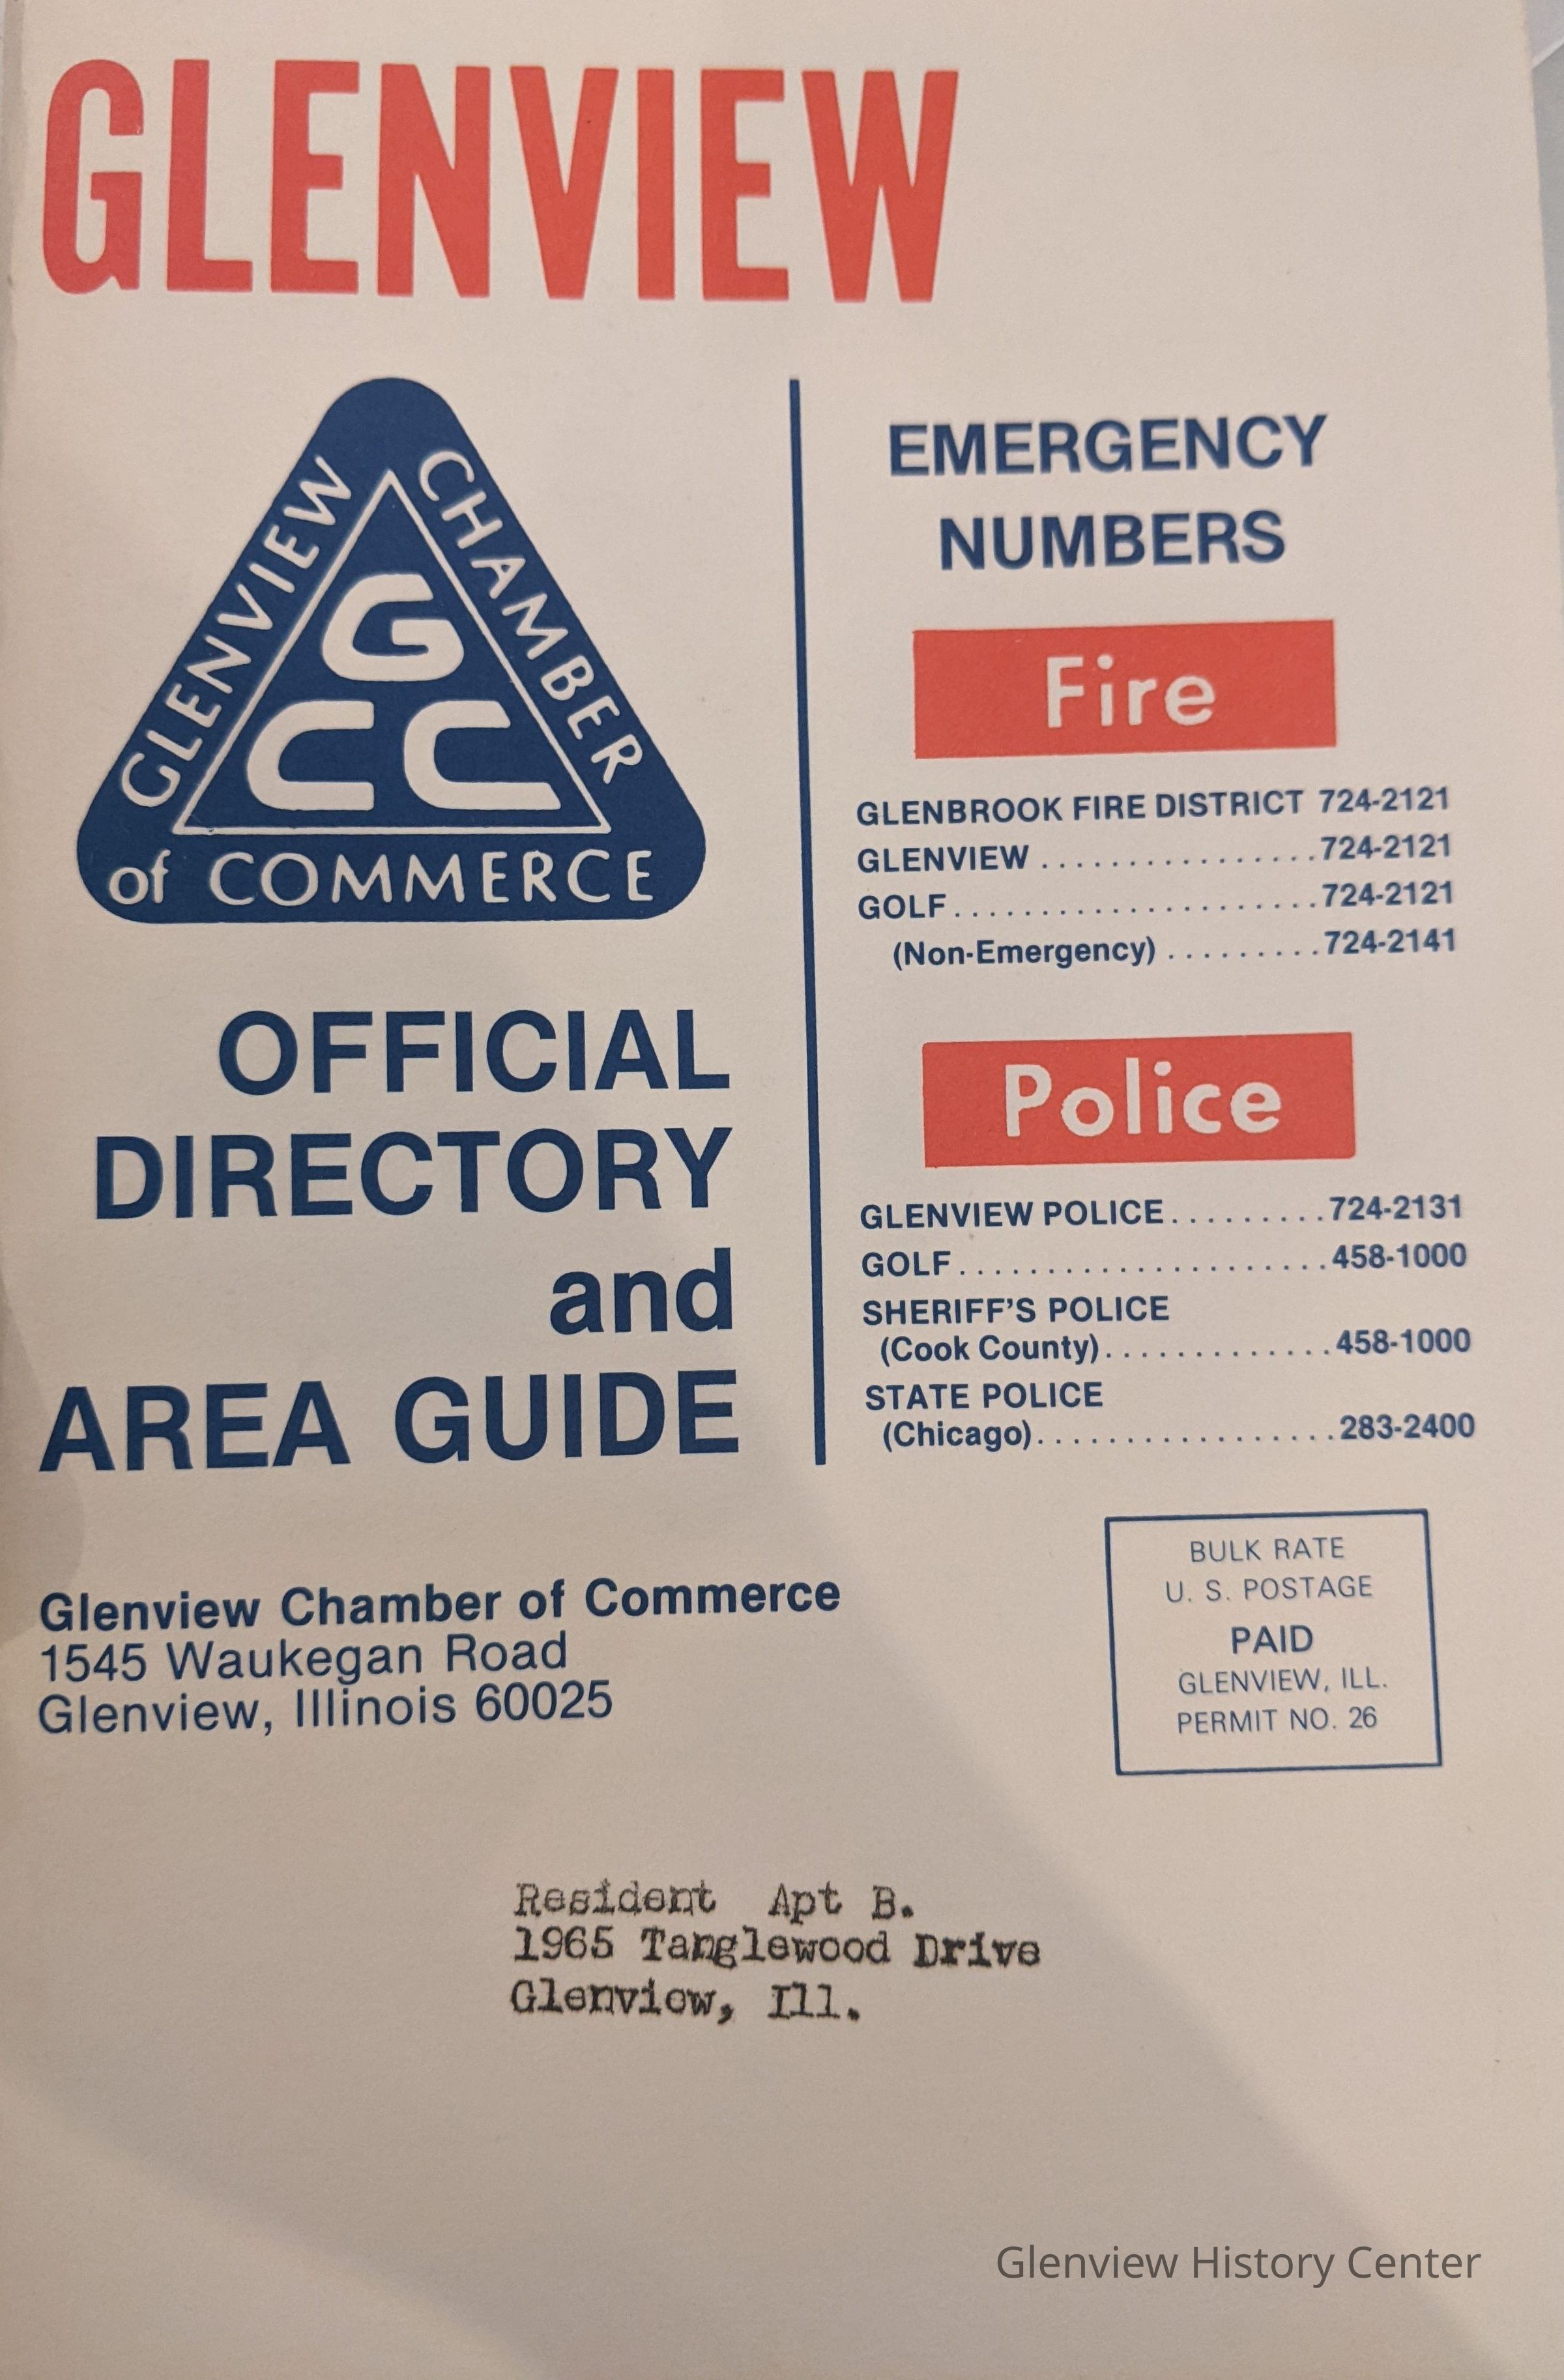 GLENVIEW
GLENVIEW CHAMBER
of COMMERCE
G
CC
OFFICIAL
DIRECTORY
and
AREA GUIDE
EMERGENCY
NUMBERS
Fire
GLENBROOK FIRE DISTRICT 724-2121
GLENVIEW ................724-2121
GOLF.....................724-2121
(Non-Emergency) .........724-2141
Police
GLENVIEW POLICE.........724-2131
GOLF......................458-1000
SHERIFF'S POLICE
(Cook County).............458-1000
STATE POLICE
(Chicago).................283-2400
Glenview Chamber of Commerce
1545 Waukegan Road
Glenview, Illinois 60025
BULK RATE
U. S. POSTAGE
PAID
GLENVIEW, ILL.
PERMIT NO. 26
Resident Apt B.
1965 Tanglewood Drive
Glenview, Ill.
Glenview History Center